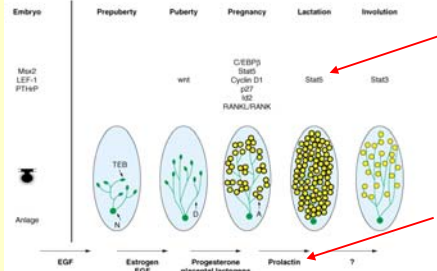 Embryo Prepuberty Puberty Pregnancy Lactation Involution
Msx2
LEF-1
PTHrP
wnt
C/EBPβ
Stat5
Cyclin D1
p27
Id2
RANKL/RANK
Stat5
Stat3
TEB
N
D
A
Anlage
EGF
Estrogen
EGF
Progesterone
placental lactogens
Prolactin
?